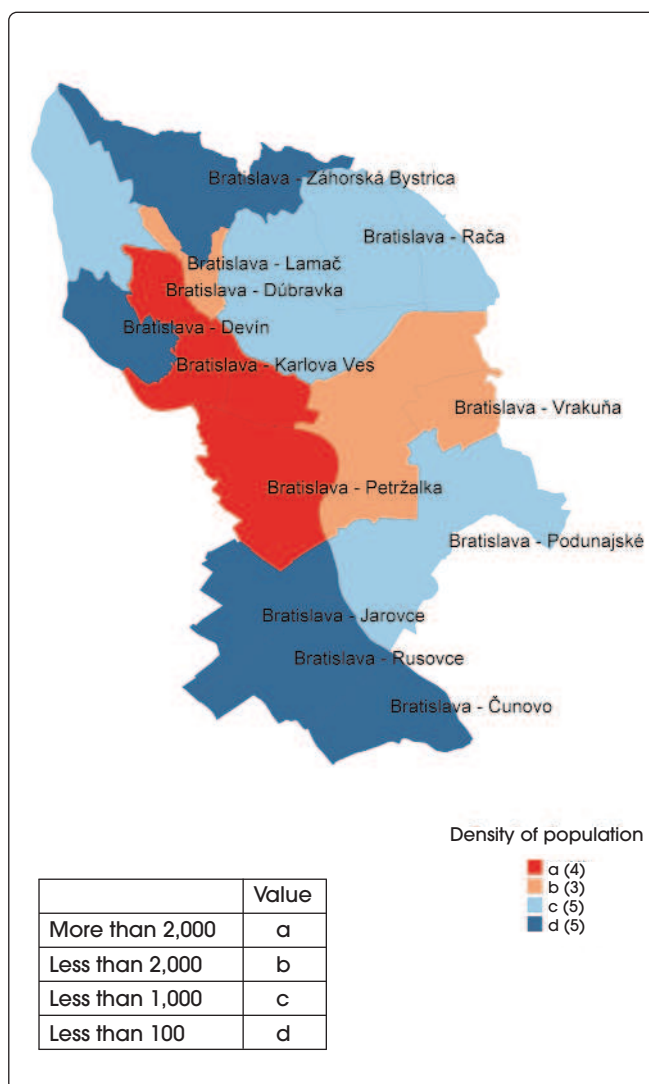 Bratislava - Záhorská Bystrica
Bratislava - Rača
Bratislava - Lamač
Bratislava - Dúbravka
Bratislava - Devín
Bratislava - Karlova Ves
Bratislava - Vrakuňa
Bratislava - Petržalka
Bratislava - Podunajské
Bratislava - Jarovce
Bratislava - Rusovce
Bratislava - Čunovo
Density of population
a (4)
b (3)
c (5)
d (5)
Value
More than 2,000 a
Less than 2,000 b
Less than 1,000 c
Less than 100 d